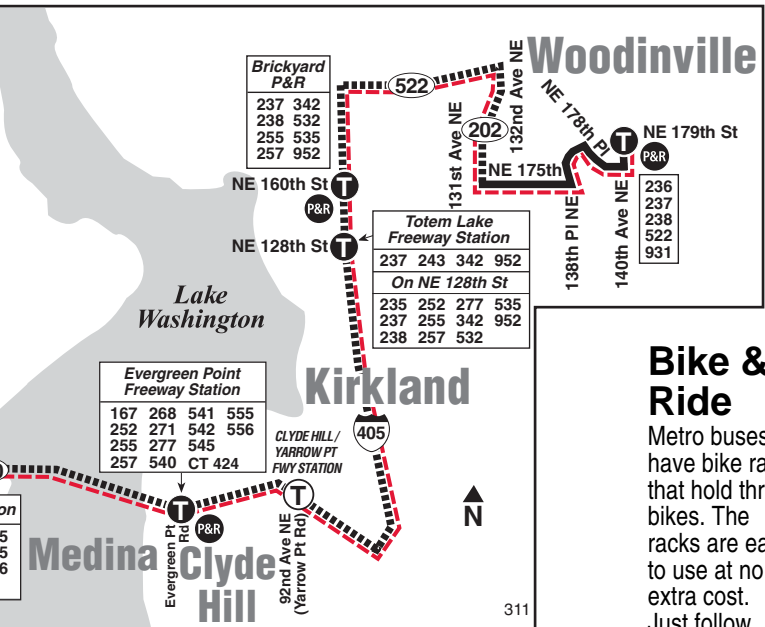 Woodinville
Brickyard
P&R
237 342
238 532
255 535
257 952
522
132nd Ave NE
131st Ave NE
202
NE 178th Pl
NE 175th
T
NE 179th St
P&R
236
237
238
522
931
138th Pl NE
140th Ave NE
NE 160th St
T
P&R
NE 128th St
T
Totem Lake
Freeway Station
237 243 342 952
On NE 128th St
235 252 277 535
237 255 342 952
238 257 532
Lake
Washington
Kirkland
405
Evergreen Point
Freeway Station
167 268 541 555
252 271 542 556
255 277 545
257 540 CT 424
CLYDE HILL/
YARROW PT
FWY STATION
T
T
P&R
N
on
5
5
6
Medina
Clyde
Hill
Evergreen Pt
Rd
92nd Ave NE
(Yarrow Pt Rd)
311
Bike &
Ride
Metro buses
have bike ra
that hold thr
bikes. The
racks are ea
to use at no
extra cost.
Just follow